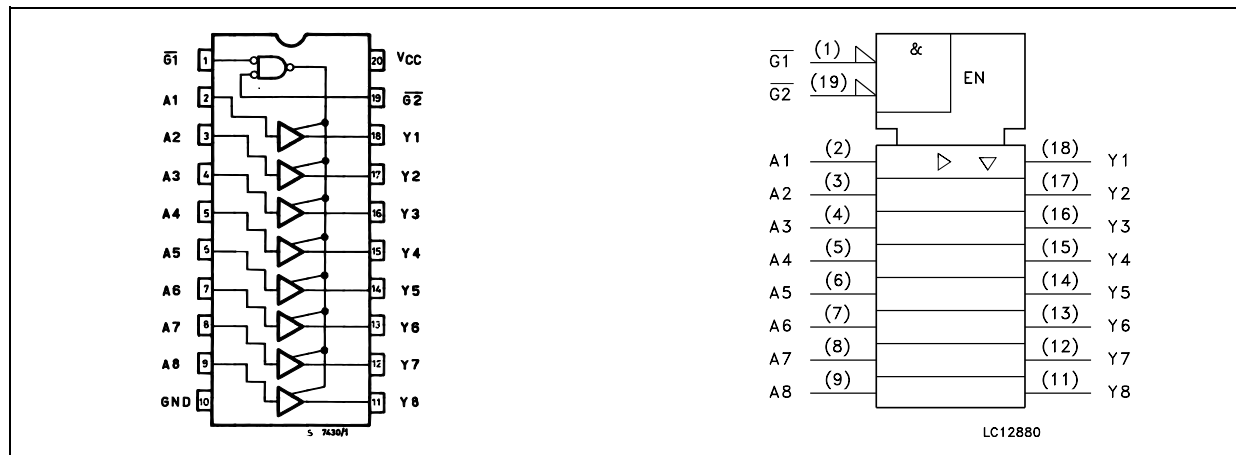 G1 1 20 VCC
A1 2 19 G2
A2 3 18 Y1
A3 4 17 Y2
A4 5 16 Y3
A5 6 15 Y4
A6 7 14 Y5
A7 8 13 Y6
A8 9 12 Y7
GND 10 11 Y8
S 7430/1
G1 (1) &
G2 (19) EN
A1 (2) (18) Y1
A2 (3) (17) Y2
A3 (4) (16) Y3
A4 (5) (15) Y4
A5 (6) (14) Y5
A6 (7) (13) Y6
A7 (8) (12) Y7
A8 (9) (11) Y8
LC12880